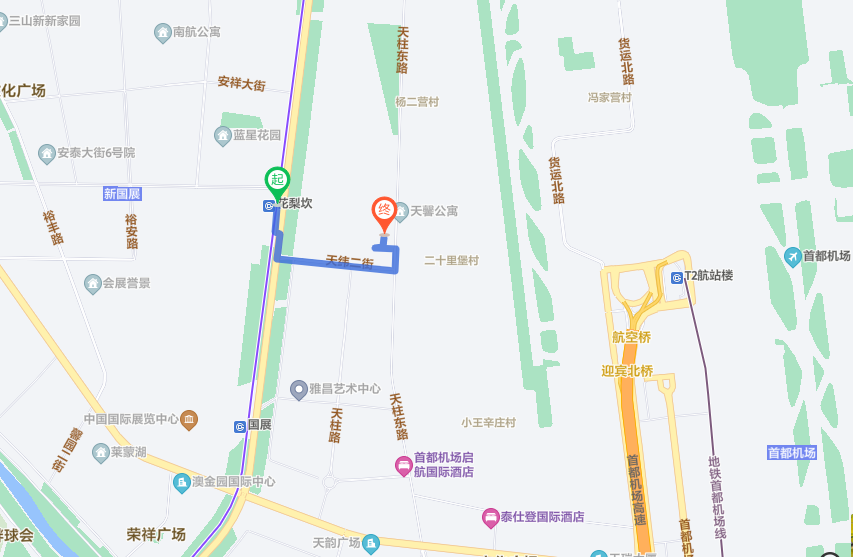 三山新新家园
南航公寓
天柱东路
货运北路
安祥大街
化广场
杨二营村
冯家营村
蓝星花园
安泰大街6号院
货运北路
起
新国展
花梨坎
终
天馨公寓
裕丰路
裕安路
天纬二街
二十里堡村
首都机场
T2航站楼
会展誉景
航空桥
迎宾北桥
雅昌艺术中心
中国国际展览中心
国展
天柱路
天柱东路
小王辛庄村
馨园二街
莱蒙湖
首都机场启
航国际酒店
首都机场高速
地铁首都机场线
首都机场
澳金园国际中心
泰仕登国际酒店
球会
荣祥广场
天韵广场
首都机